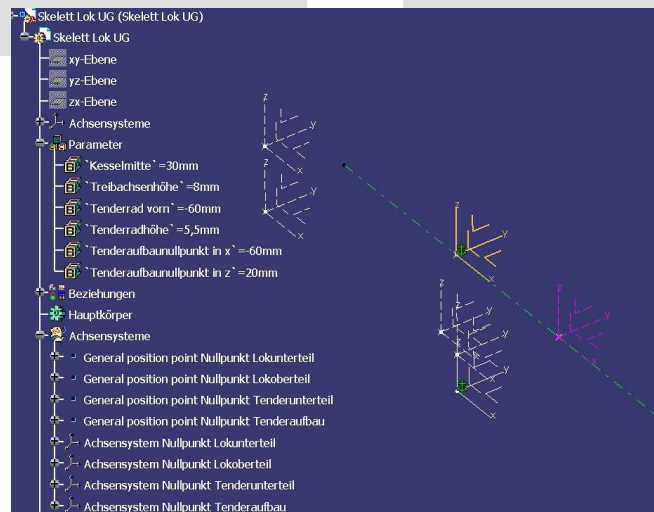 Skelett Lok UG (Skelett Lok UG)
Skelett Lok UG
xy-Ebene
yz-Ebene
zx-Ebene
Achsensysteme
Parameter
`Kesselmitte`=30mm
`Treibachsenhöhe`=8mm
`Tenderrad vorn`=-60mm
`Tenderradhöhe`=5,5mm
`Tenderaufbaunullpunkt in x`=-60mm
`Tenderaufbaunullpunkt in z`=20mm
Beziehungen
Hauptkörper
Achsensysteme
General position point Nullpunkt Lokunterteil
General position point Nullpunkt Lokoberteil
General position point Nullpunkt Tenderunterteil
General position point Nullpunkt Tenderaufbau
Achsensystem Nullpunkt Lokunterteil
Achsensystem Nullpunkt Lokoberteil
Achsensystem Nullpunkt Tenderunterteil
Achsensystem Nullpunkt Tenderaufbau
z
y
x
z
y
x
z
y
x
z
y
x
z
y
y
x